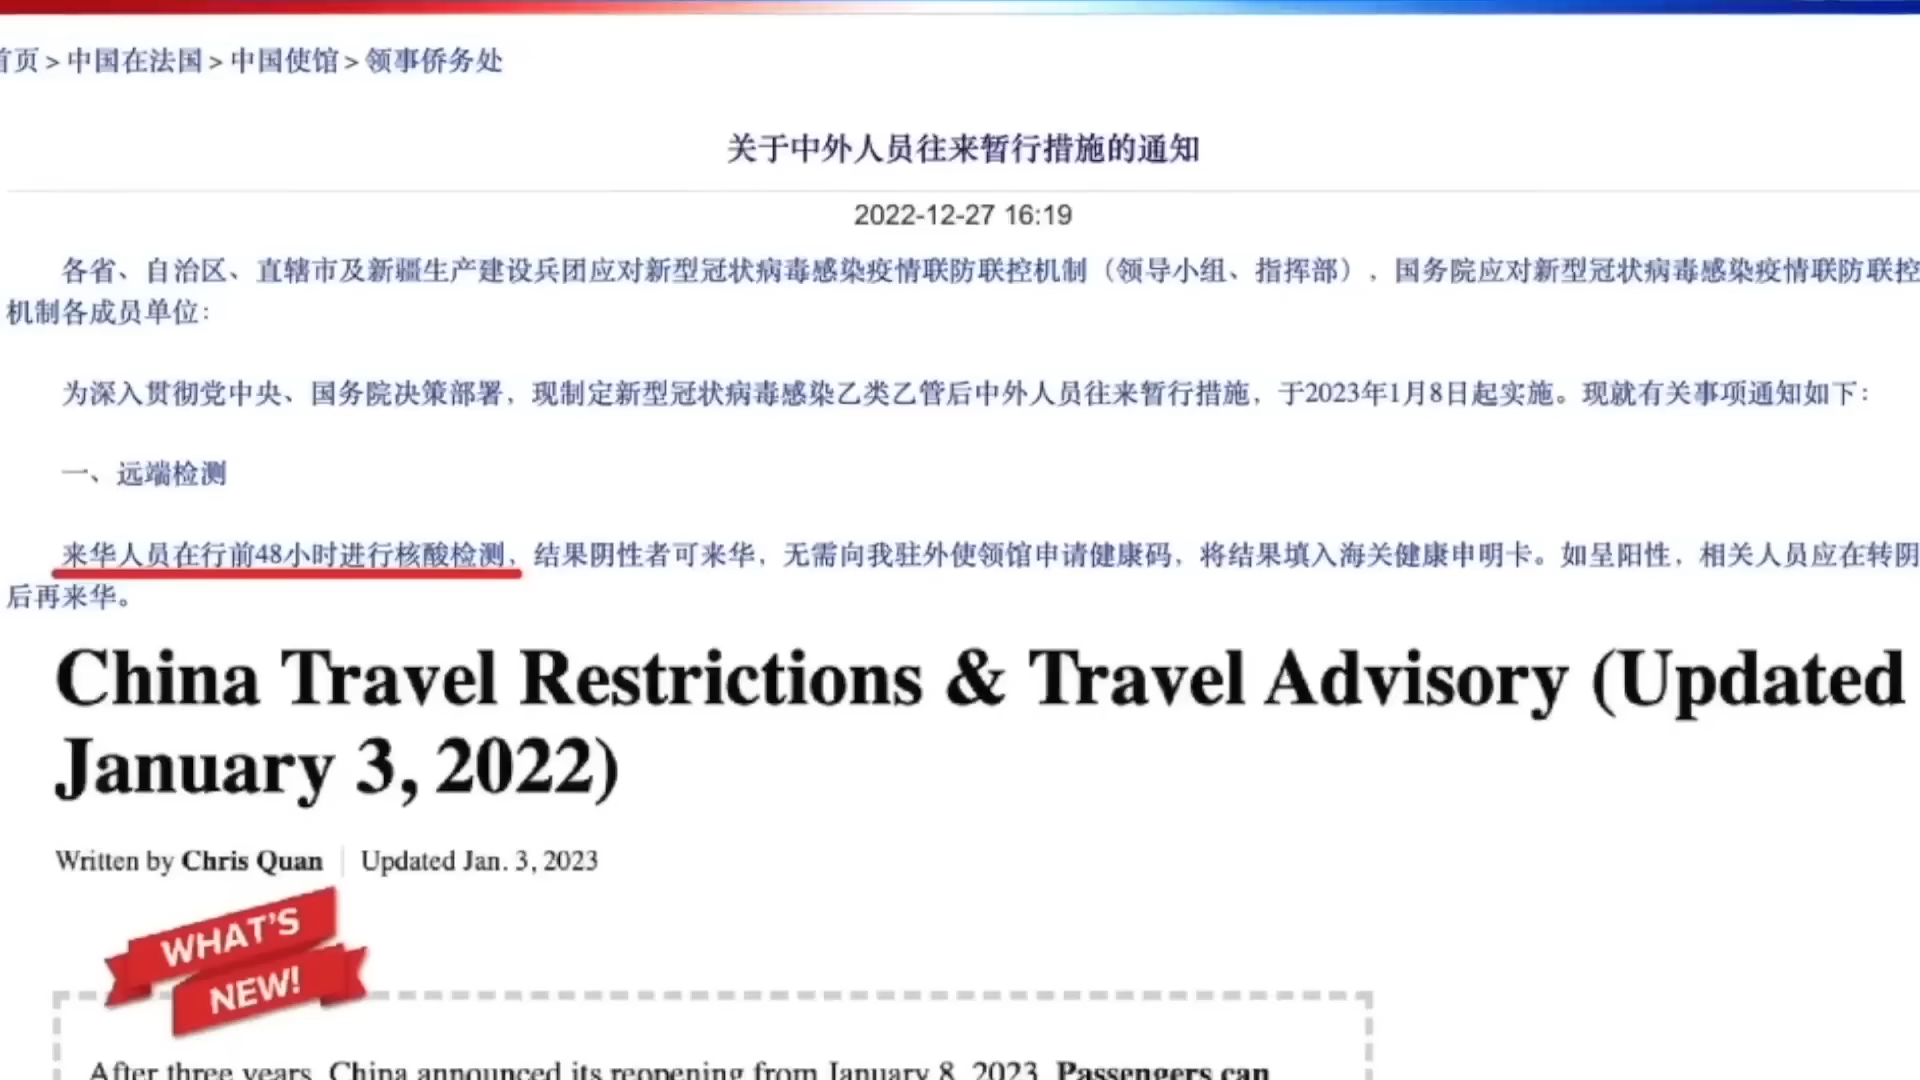 首页 > 中国在法国 > 中国使馆 > 领事侨务处
关于中外人员往来暂行措施的通知
2022-12-27 16:19
各省、自治区、直辖市及新疆生产建设兵团应对新型冠状病毒感染疫情联防联控机制（领导小组、指挥部），国务院应对新型冠状病毒感染疫情联防联控
机制各成员单位：
为深入贯彻党中央、国务院决策部署，现制定新型冠状病毒感染乙类乙管后中外人员往来暂行措施，于2023年1月8日起实施。现就有关事项通知如下：
一、远端检测
来华人员在行前48小时进行核酸检测，结果阴性者可来华，无需向我驻外使领馆申请健康码，将结果填入海关健康申明卡。如呈阳性，相关人员应在转阴
后再来华。
China Travel Restrictions & Travel Advisory (Updated
January 3, 2022)
Written by Chris Quan | Updated Jan. 3, 2023
WHAT'S
NEW!
After three years, China announced its reopening from January 8, 2023. Passengers can